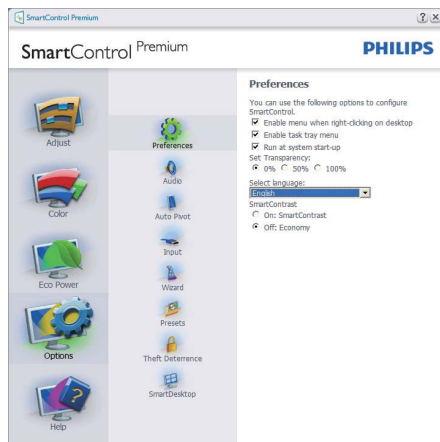 SmartControl Premium
SmartControl Premium
PHILIPS
Adjust
Color
Eco Power
Options
Help
Preferences
Audio
Auto Pivot
Input
Wizard
Presets
Theft Deterrence
SmartDesktop
Preferences
You can use the following options to configure
SmartControl.
Enable menu when right-clicking on desktop
Enable task tray menu
Run at system start-up
Set Transparency:
0% 50% 100%
Select language:
English
SmartContrast
On: SmartContrast
Off: Economy